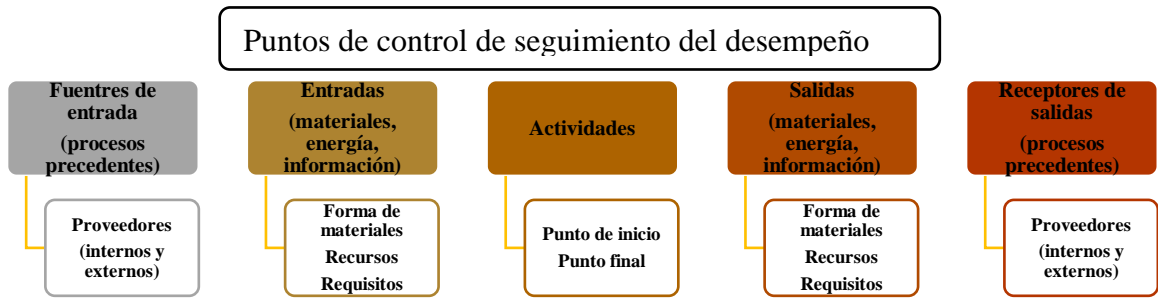 Puntos de control de seguimiento del desempeño
Fuentres de
entrada
(procesos
precedentes)
Proveedores
(internos y
externos)
Entradas
(materiales,
energía,
información)
Forma de
materiales
Recursos
Requisitos
Actividades
Punto de inicio
Punto final
Salidas
(materiales,
energía,
información)
Forma de
materiales
Recursos
Requisitos
Receptores de
salidas
(procesos
precedentes)
Proveedores
(internos y
externos)